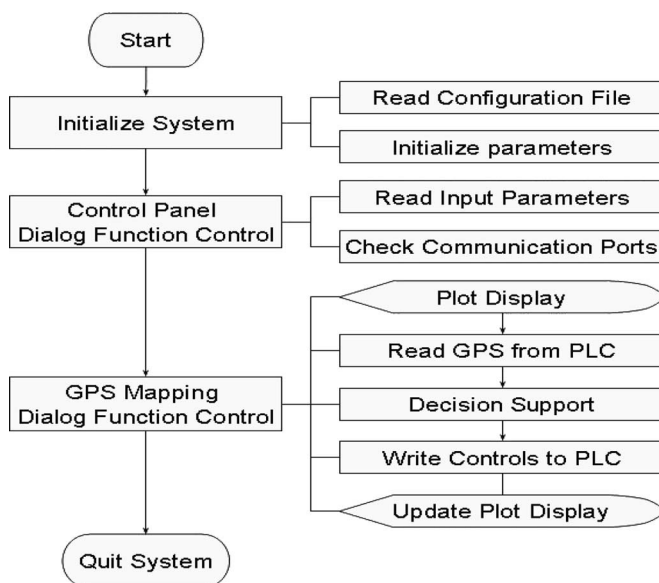 Start
Initialize System
Read Configuration File
Initialize parameters
Control Panel
Dialog Function Control
Read Input Parameters
Check Communication Ports
GPS Mapping
Dialog Function Control
Plot Display
Read GPS from PLC
Decision Support
Write Controls to PLC
Update Plot Display
Quit System